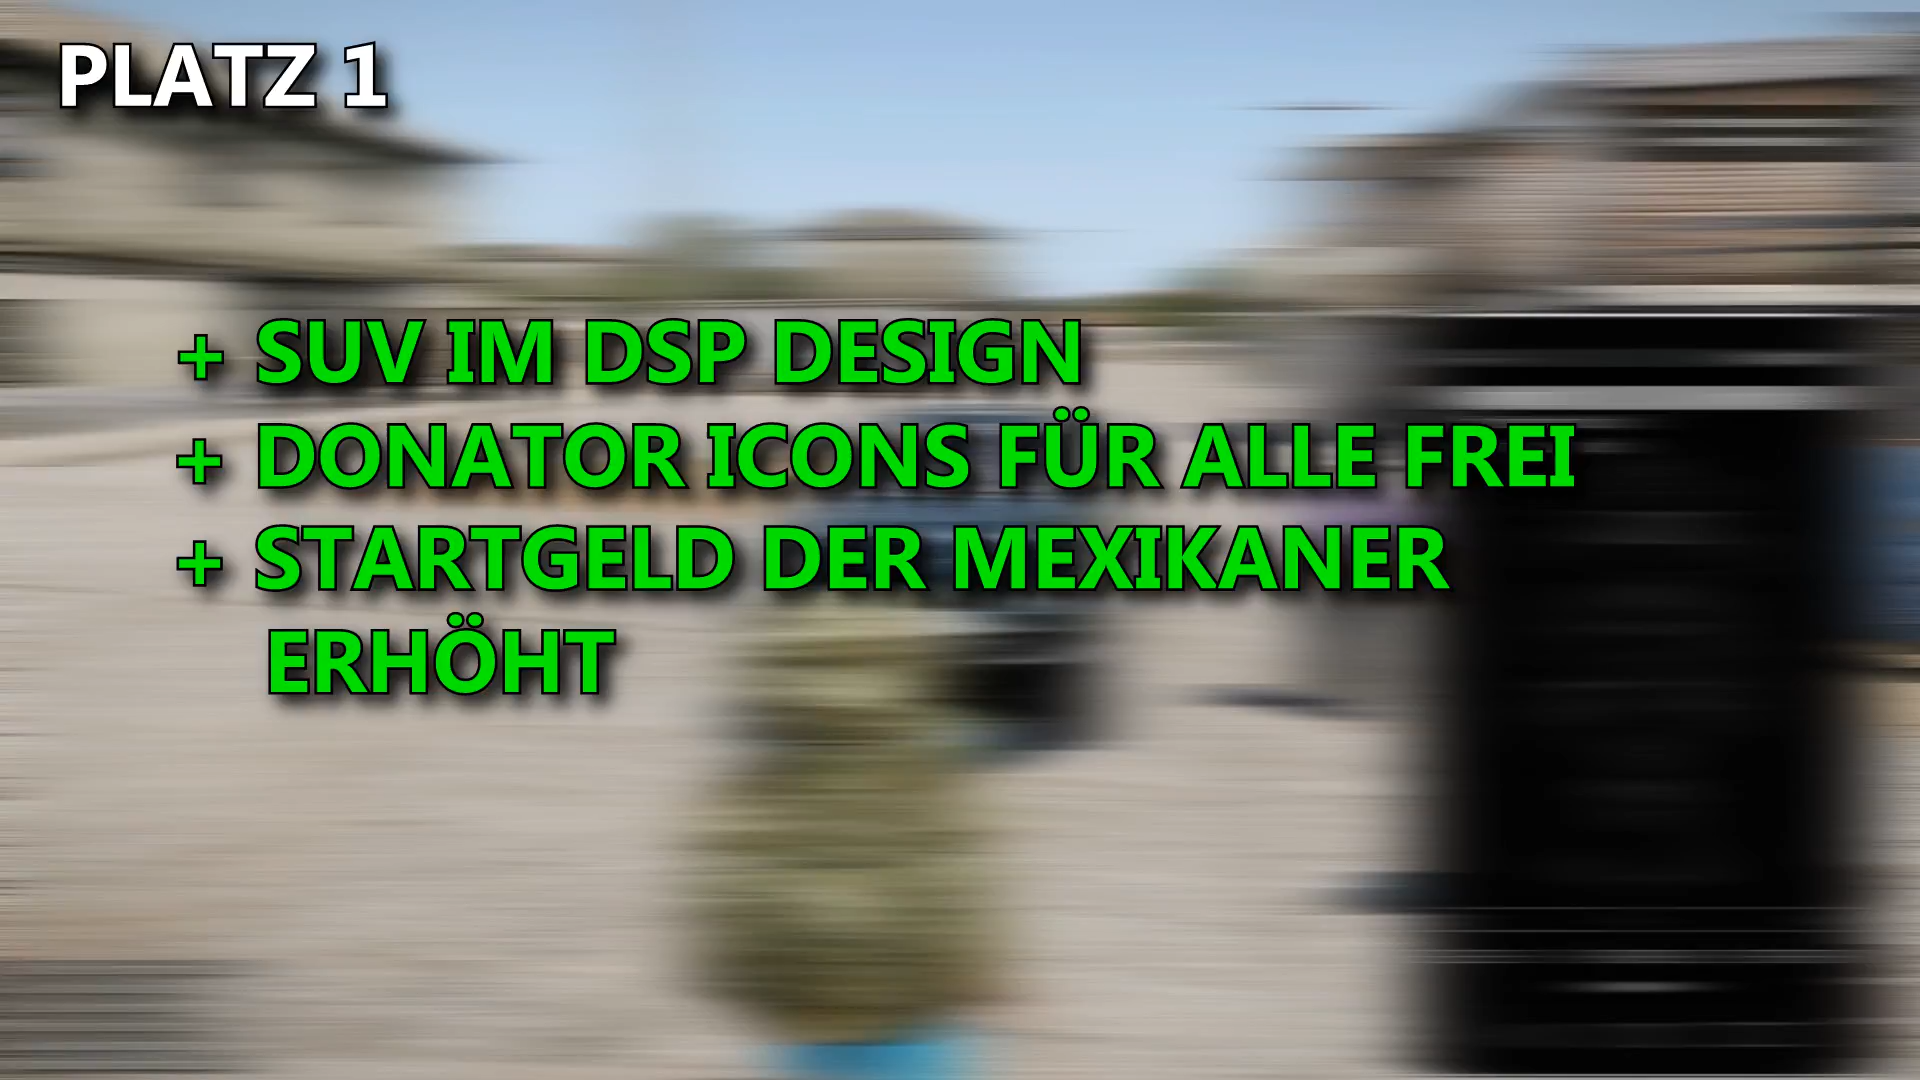 PLATZ 1
+ SUV IM DSP DESIGN
+ DONATOR ICONS FÜR ALLE FREI
+ STARTGELD DER MEXIKANER
ERHÖHT